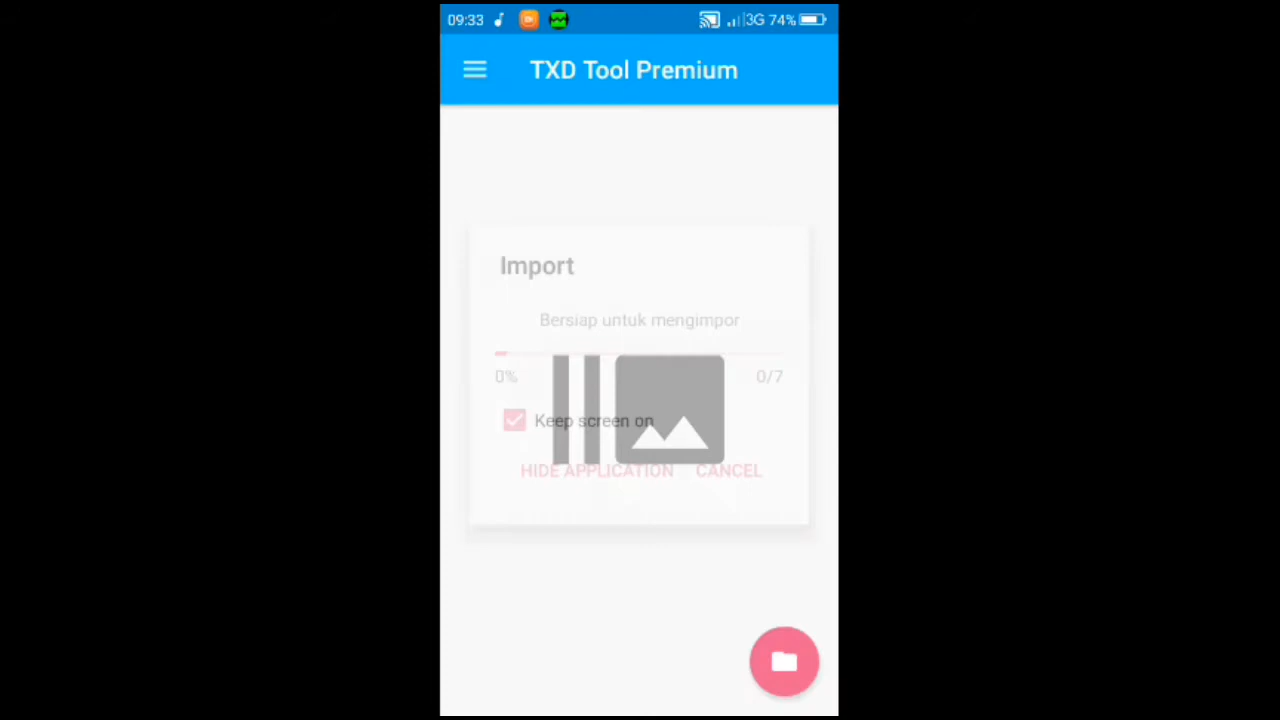 09:33 3G 74%
TXD Tool Premium
Import
Bersiap untuk mengimpor
0% 0/7
Keep screen on
HIDE APPLICATION CANCEL